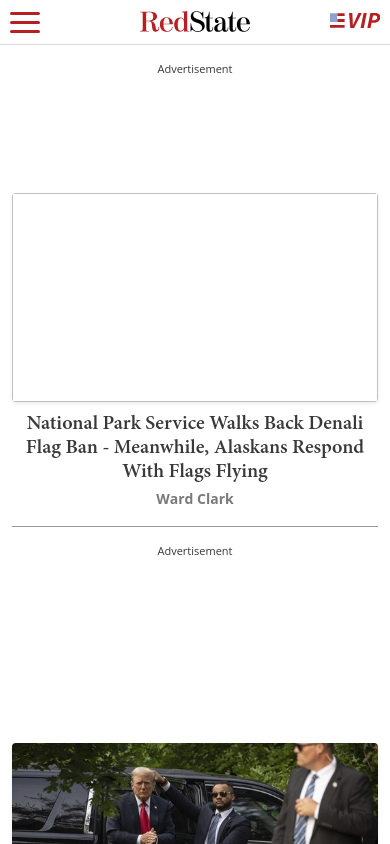 RedState
VIP
Advertisement
National Park Service Walks Back Denali
Flag Ban - Meanwhile, Alaskans Respond
With Flags Flying
Ward Clark
Advertisement